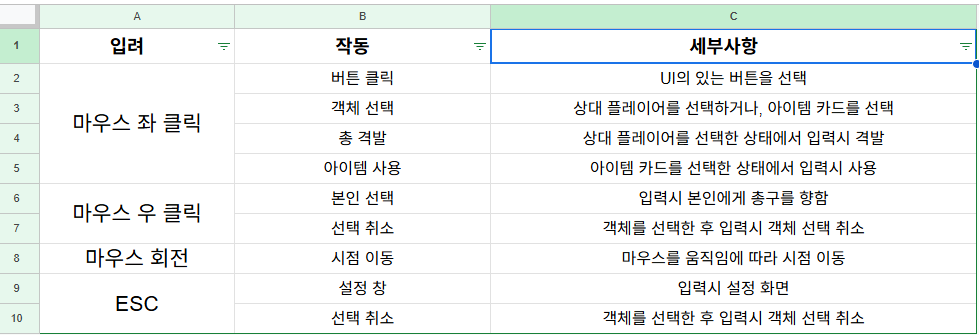 A B C
1 입려 작동 세부사항
2 버튼 클릭 UI의 있는 버튼을 선택
3 객체 선택 상대 플레이어를 선택하거나, 아이템 카드를 선택
마우스 좌 클릭
4 총 격발 상대 플레이어를 선택한 상태에서 입력시 격발
5 아이템 사용 아이템 카드를 선택한 상태에서 입력시 사용
6 본인 선택 입력시 본인에게 총구를 향함
마우스 우 클릭
7 선택 취소 객체를 선택한 후 입력시 객체 선택 취소
8 마우스 회전 시점 이동 마우스를 움직임에 따라 시점 이동
9 설정 창 입력시 설정 화면
ESC
10 선택 취소 객체를 선택한 후 입력시 객체 선택 취소